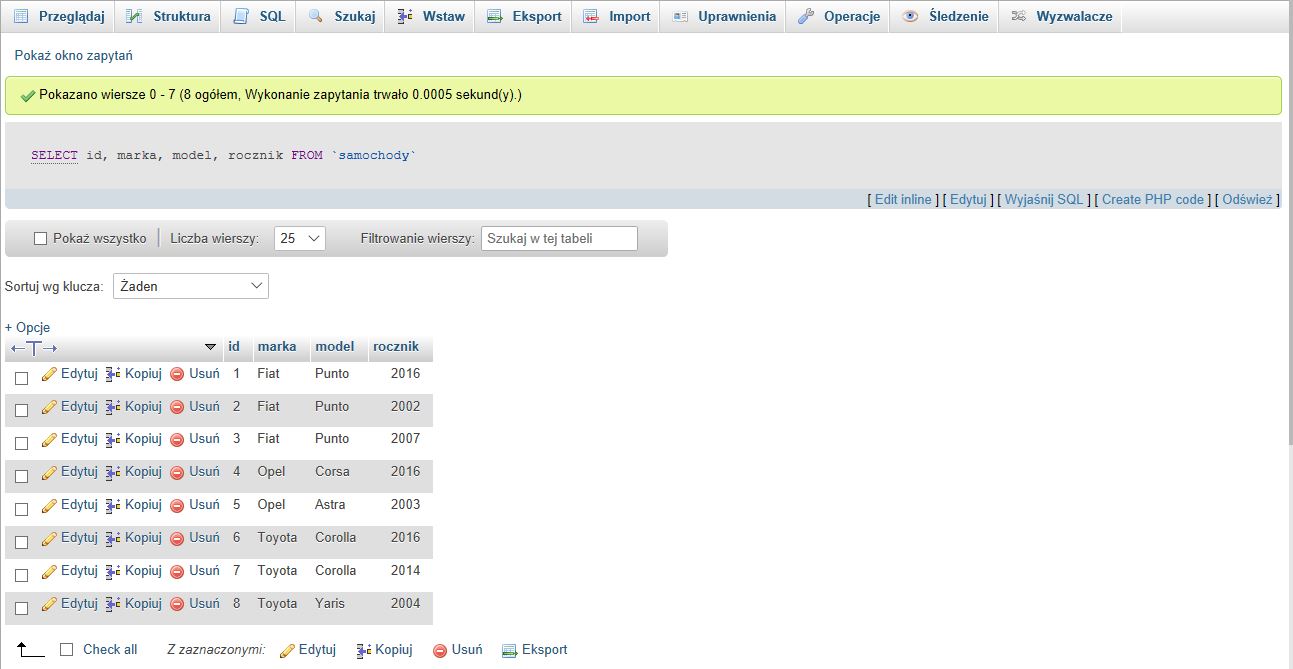 Przeglądaj Struktura SQL Szukaj Wstaw Eksport Import Uprawnienia Operacje Śledzenie Wyzwalacze
Pokaż okno zapytań
Pokazano wiersze 0 - 7 (8 ogółem, Wykonanie zapytania trwało 0.0005 sekund(y).)
SELECT id, marka, model, rocznik FROM `samochody`
[ Edit inline ] [ Edytuj ] [ Wyjaśnij SQL ] [ Create PHP code ] [ Odśwież ]
Pokaż wszystko Liczba wierszy: 25 Filtrowanie wierszy: Szukaj w tej tabeli
Sortuj wg klucza: Żaden
+ Opcje
←T→ id marka model rocznik
Edytuj Kopiuj Usuń 1 Fiat Punto 2016
Edytuj Kopiuj Usuń 2 Fiat Punto 2002
Edytuj Kopiuj Usuń 3 Fiat Punto 2007
Edytuj Kopiuj Usuń 4 Opel Corsa 2016
Edytuj Kopiuj Usuń 5 Opel Astra 2003
Edytuj Kopiuj Usuń 6 Toyota Corolla 2016
Edytuj Kopiuj Usuń 7 Toyota Corolla 2014
Edytuj Kopiuj Usuń 8 Toyota Yaris 2004
Check all Z zaznaczonymi: Edytuj Kopiuj Usuń Eksport